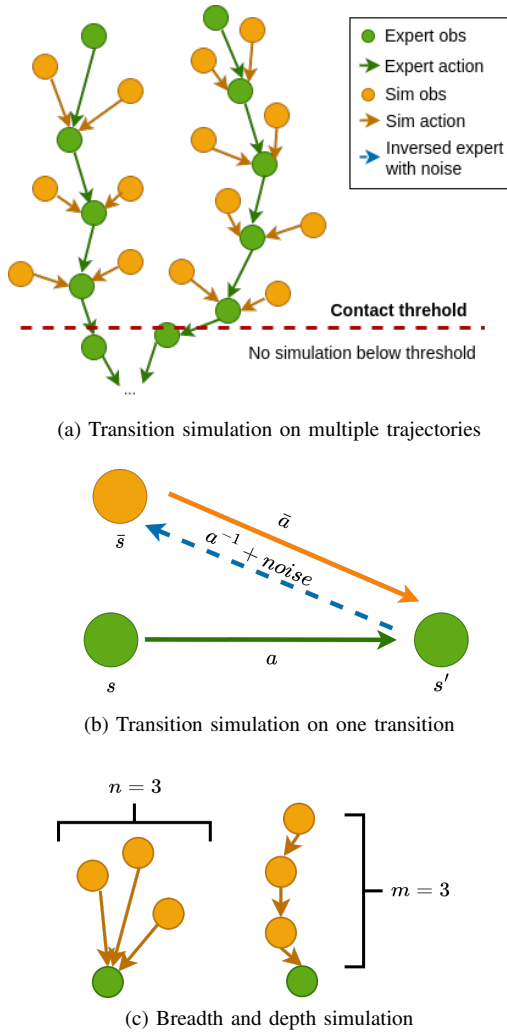 Expert obs
Expert action
Sim obs
Sim action
Inversed expert
with noise
Contact threhold
No simulation below threshold
...
(a) Transition simulation on multiple trajectories
s̄
ā
a⁻¹ + noise
s
a
s′
(b) Transition simulation on one transition
n = 3
m = 3
(c) Breadth and depth simulation